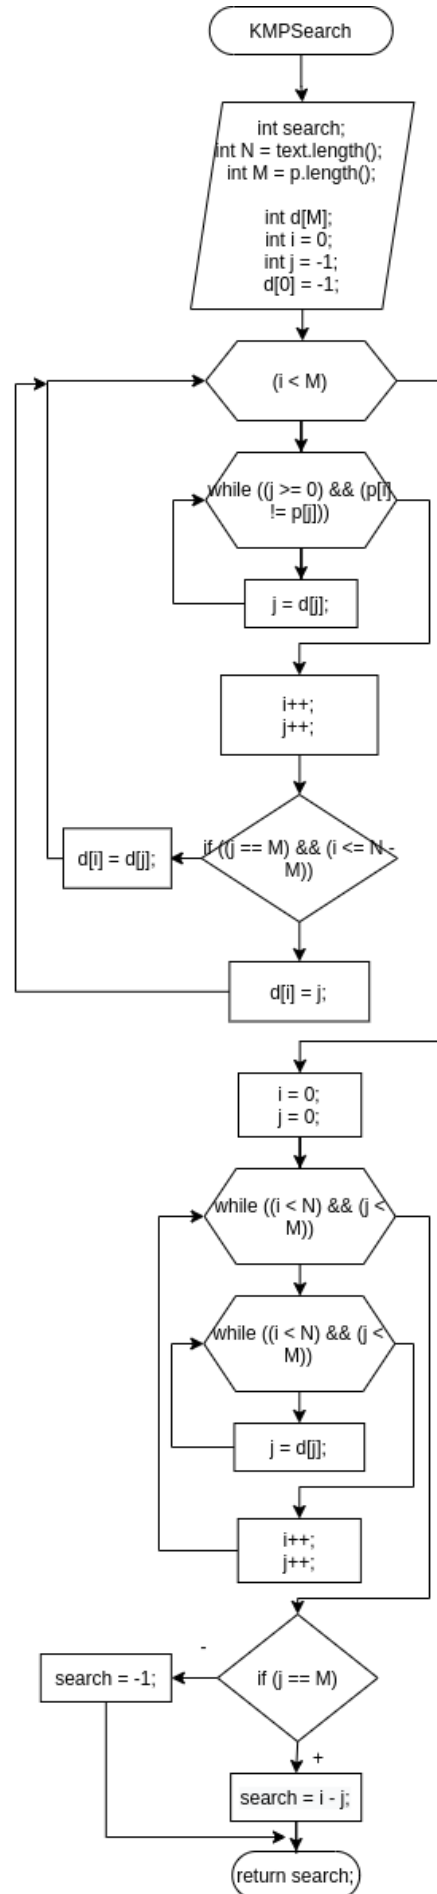 KMPSearch
int search;
int N = text.length();
int M = p.length();
int d[M];
int i = 0;
int j = -1;
d[0] = -1;
(i < M)
while ((j >= 0) && (p[i]
!= p[j]))
j = d[j];
i++;
j++;
if ((j == M) && (i <= N -
M))
d[i] = d[j];
d[i] = j;
i = 0;
j = 0;
while ((i < N) && (j <
M))
while ((i < N) && (j <
M))
j = d[j];
i++;
j++;
if (j == M)
-
search = -1;
+
search = i - j;
return search;